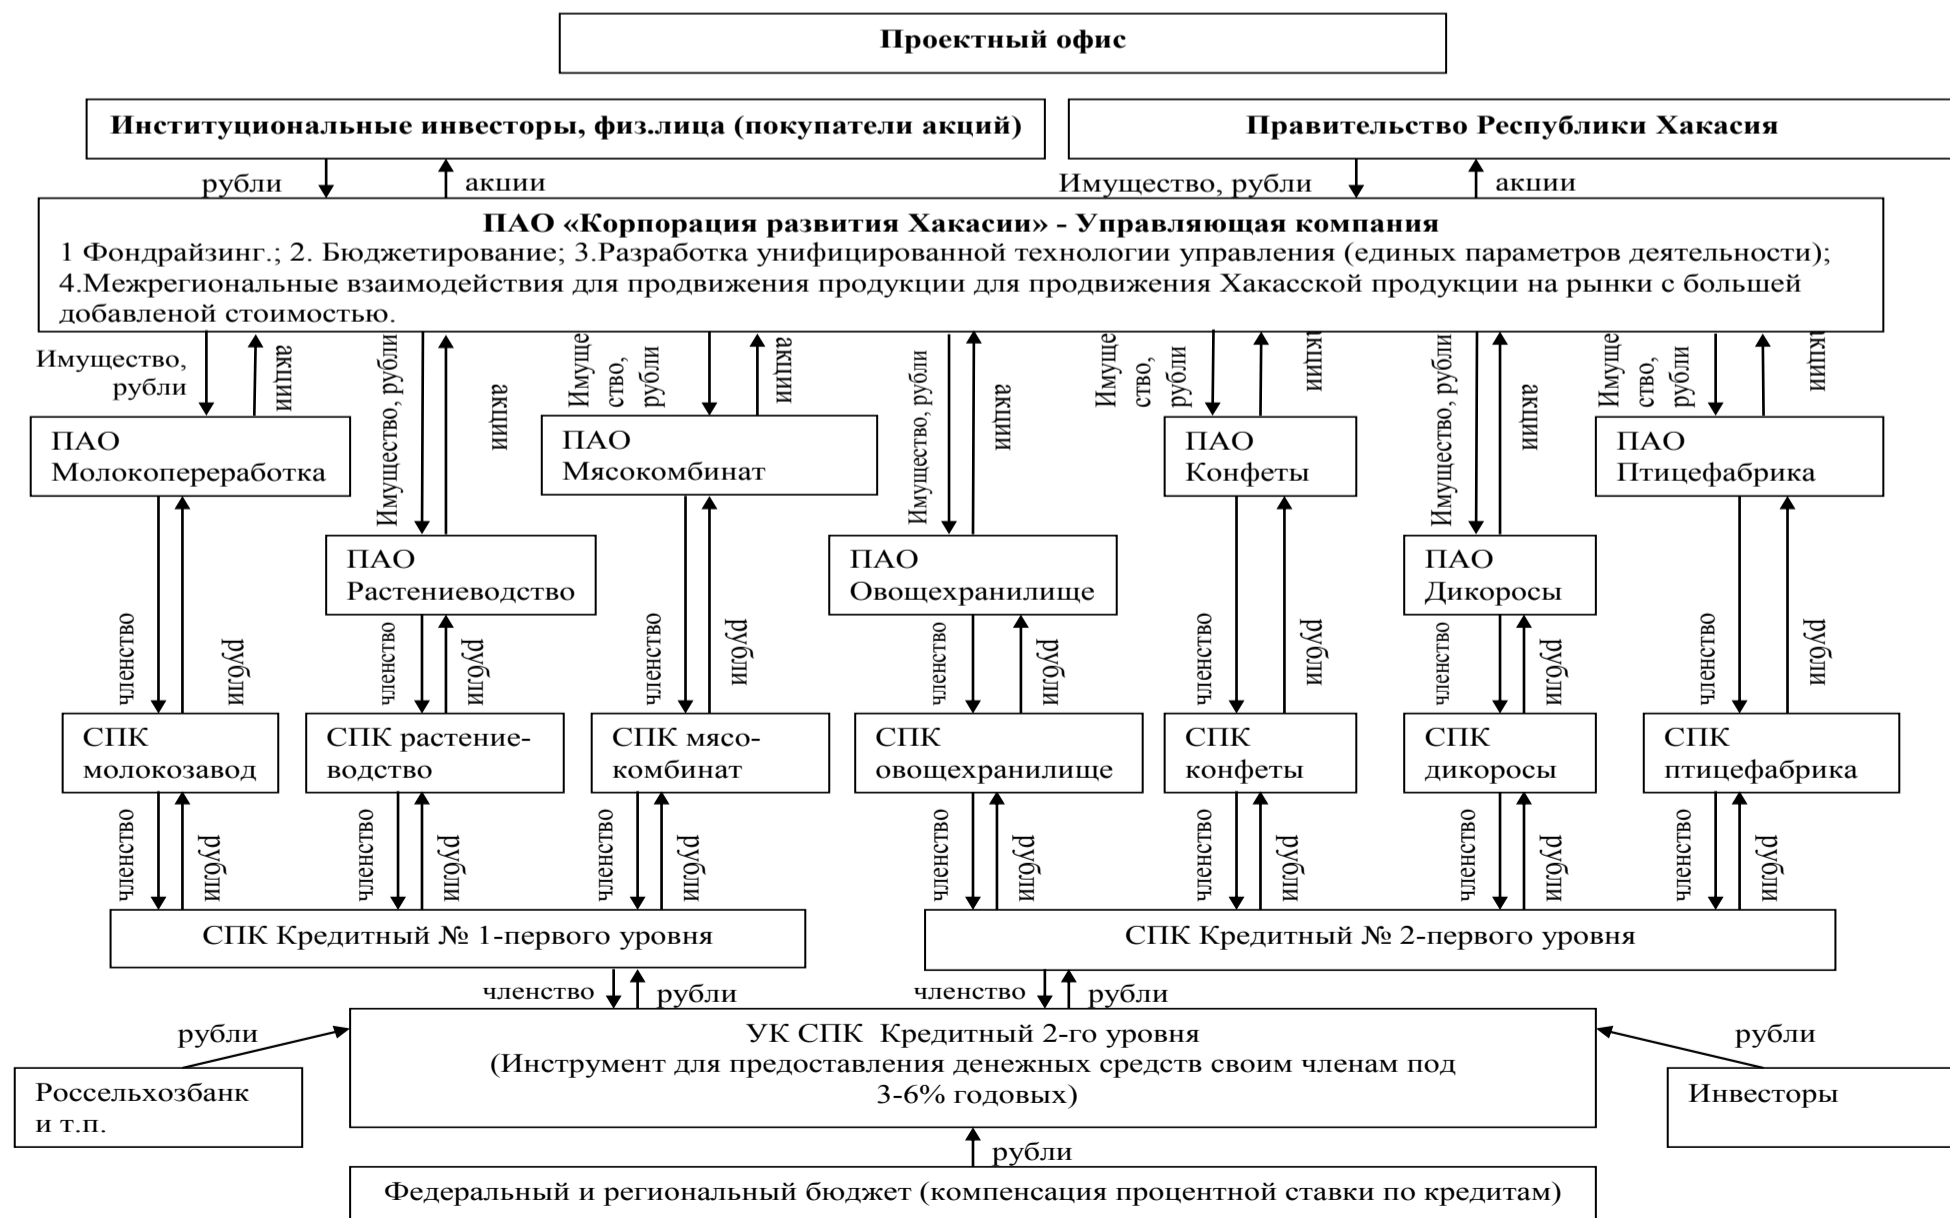 Проектный офис
Институциональные инвесторы, физ.лица (покупатели акций)
Правительство Республики Хакасия
рубли
акции
Имущество, рубли
акции
ПАО «Корпорация развития Хакасии» - Управляющая компания
1 Фондрайзинг.; 2. Бюджетирование; 3.Разработка унифицированной технологии управления (единых параметров деятельности);
4.Межрегиональные взаимодействия для продвижения продукции для продвижения Хакасской продукции на рынки с большей
добавленой стоимостью.
Имущество,
рубли
акции
Имущество, рубли
акции
Имуще
ство,
рубли
акции
Имущество, рубли
акции
Имуще
ство,
рубли
акции
Имущество, рубли
акции
Имуще
ство,
рубли
акции
ПАО
Молокопереработка
ПАО
Мясокомбинат
ПАО
Конфеты
ПАО
Птицефабрика
ПАО
Растениеводство
ПАО
Овощехранилище
ПАО
Дикоросы
членство
рубли
членство
рубли
членство
рубли
членство
рубли
членство
рубли
членство
рубли
членство
рубли
СПК
молокозавод
СПК растение-
водство
СПК мясо-
комбинат
СПК
овощехранилище
СПК
конфеты
СПК
дикоросы
СПК
птицефабрика
членство
рубли
членство
рубли
членство
рубли
членство
рубли
членство
рубли
членство
рубли
членство
рубли
СПК Кредитный № 1-первого уровня
СПК Кредитный № 2-первого уровня
членство
рубли
членство
рубли
рубли
УК СПК Кредитный 2-го уровня
(Инструмент для предоставления денежных средств своим членам под
3-6% годовых)
рубли
Россельхозбанк
и т.п.
Инвесторы
рубли
Федеральный и региональный бюджет (компенсация процентной ставки по кредитам)